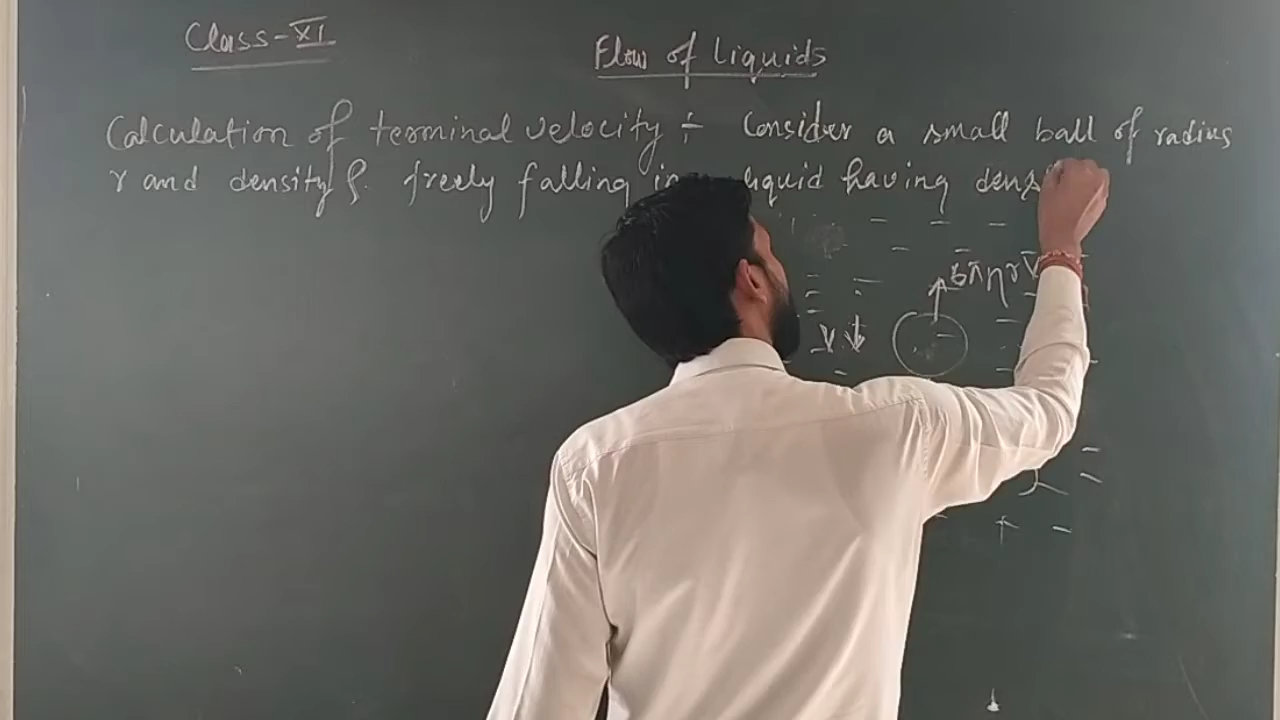 Class-XI
Flow of Liquids
Calculation of terminal velocity ÷ Consider a small ball of radius
r and density ρ. freely falling in liquid having
6πηrV
V